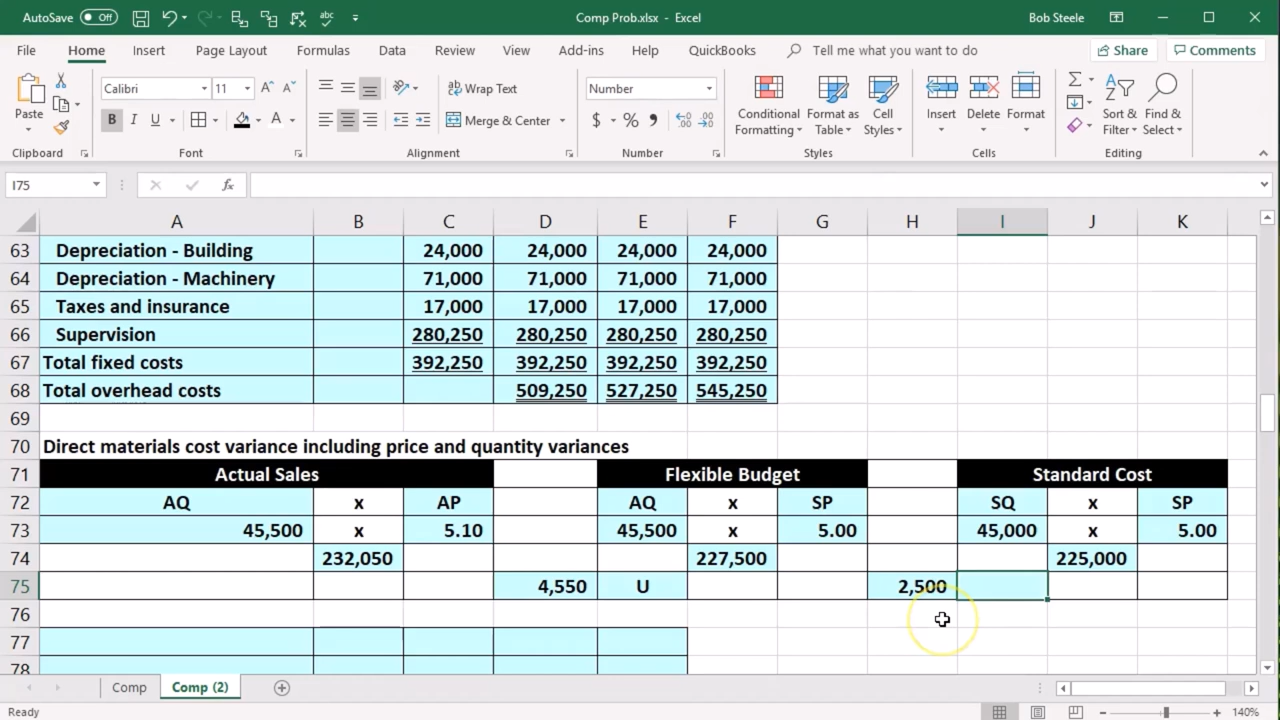 AutoSave Off abc Comp Prob.xlsx - Excel Bob Steele
File Home Insert Page Layout Formulas Data Review View Add-ins Help QuickBooks Tell me what you want to do Share Comments
Paste Calibri 11 A A ab Wrap Text Number Conditional Formatting Format as Table Cell Styles Insert Delete Format Sort & Filter Find & Select
B I U A Merge & Center $ % 9 .00 .00
Clipboard Font Alignment Number Styles Cells Editing
I75 fx
A B C D E F G H I J K
63 Depreciation - Building 24,000 24,000 24,000 24,000
64 Depreciation - Machinery 71,000 71,000 71,000 71,000
65 Taxes and insurance 17,000 17,000 17,000 17,000
66 Supervision 280,250 280,250 280,250 280,250
67 Total fixed costs 392,250 392,250 392,250 392,250
68 Total overhead costs 509,250 527,250 545,250
69
70 Direct materials cost variance including price and quantity variances
71 Actual Sales Flexible Budget Standard Cost
72 AQ x AP AQ x SP SQ x SP
73 45,500 x 5.10 45,500 x 5.00 45,000 x 5.00
74 232,050 227,500 225,000
75 4,550 U 2,500
76
77
78
Comp Comp (2)
Ready 140%